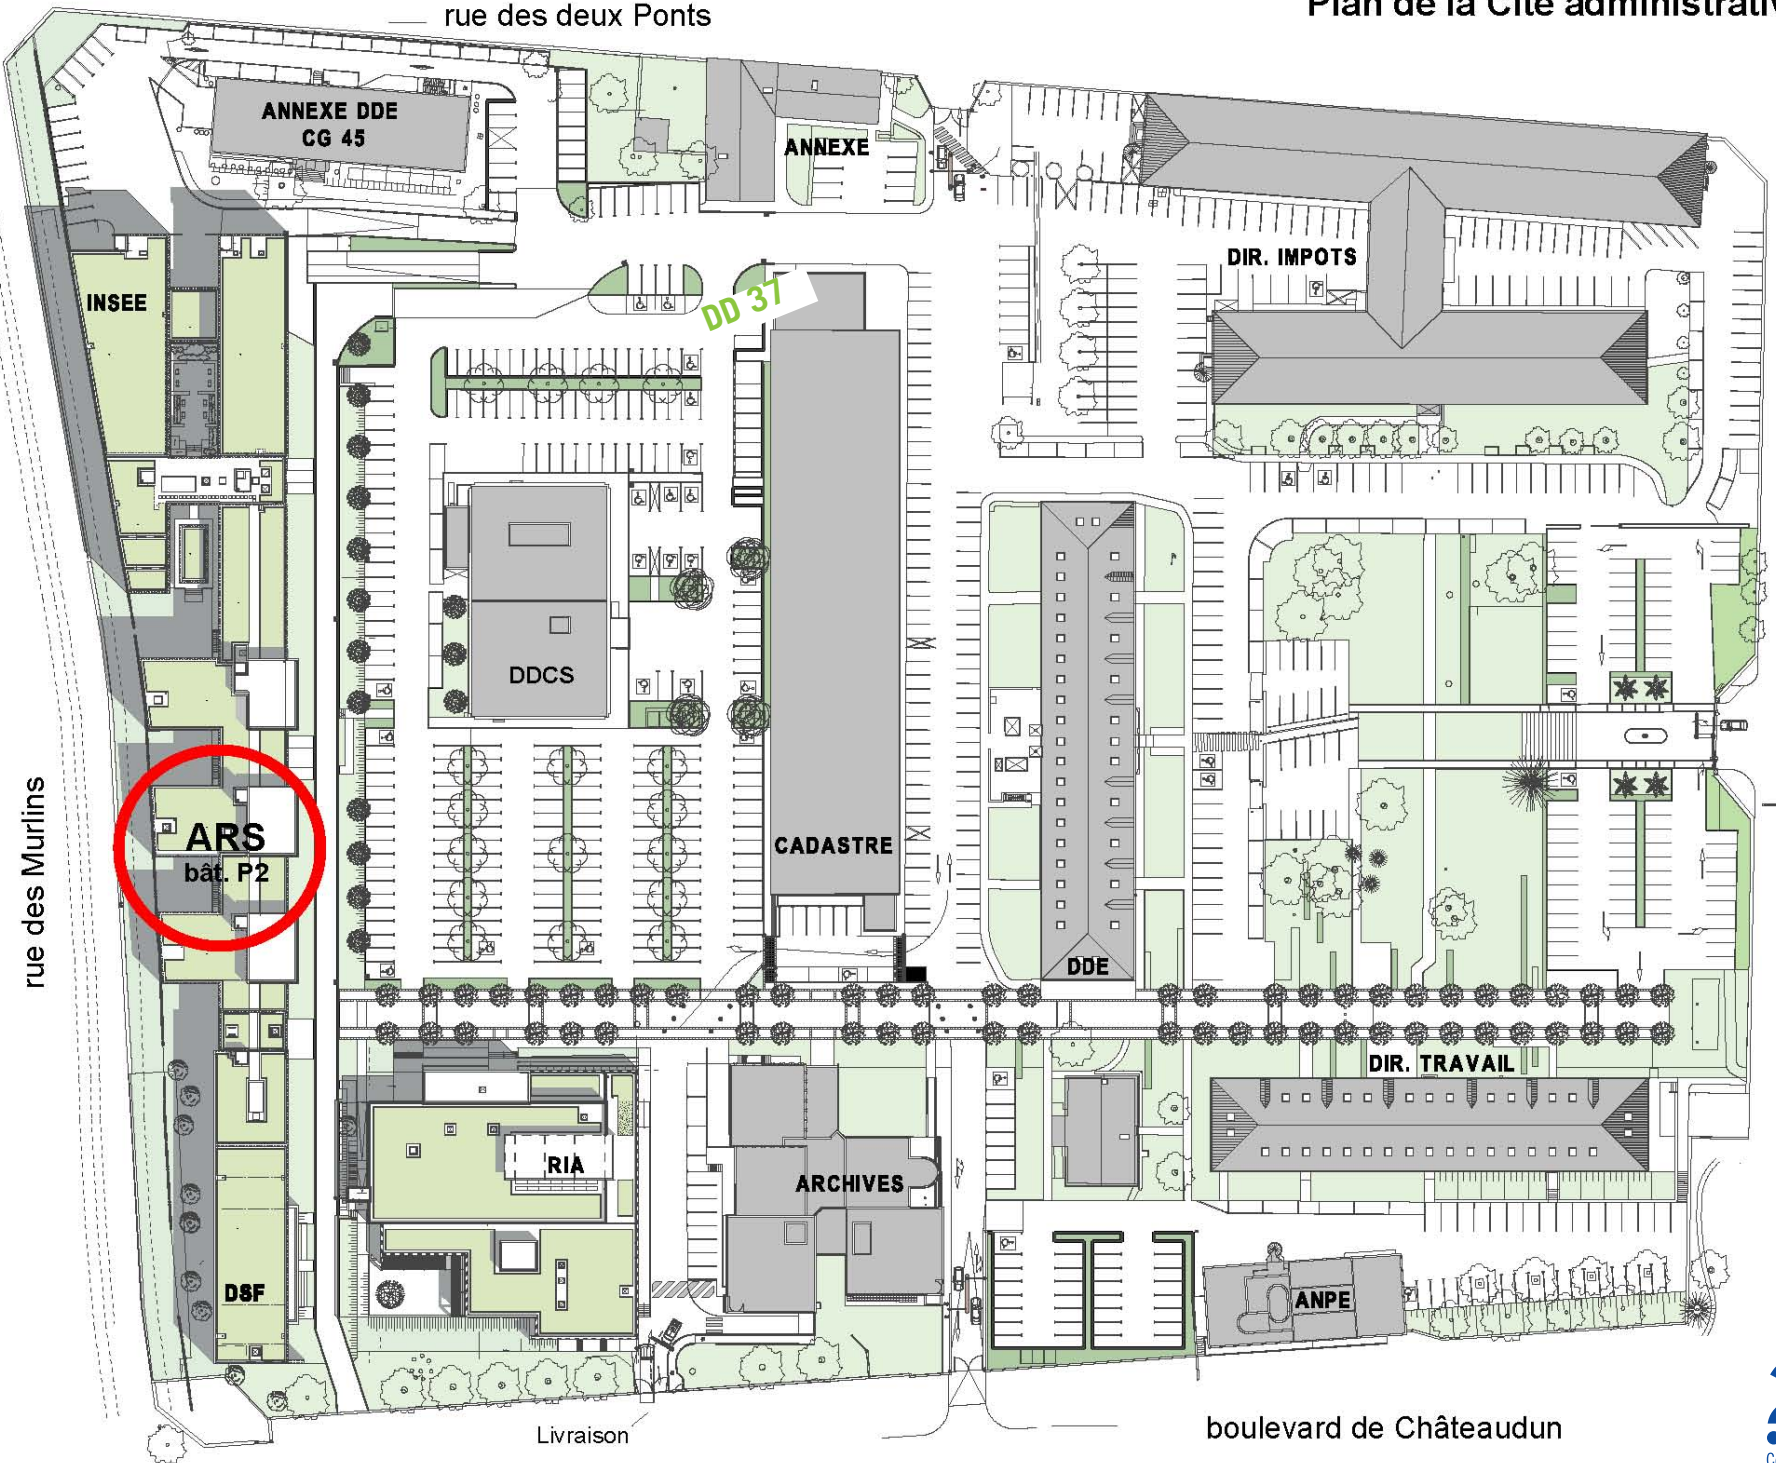 rue des deux Ponts
Plan de la Cité administrativ
ANNEXE DDE
CG 45
ANNEXE
INSEE
DD 37
DIR. IMPOTS
DDCS
rue des Murlins
ARS
bât. P2
CADASTRE
DDE
DIR. TRAVAIL
RIA
ARCHIVES
DSF
ANPE
Livraison
boulevard de Châteaudun